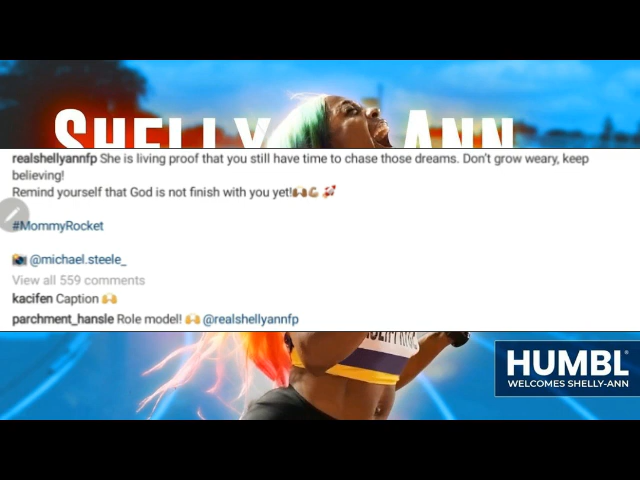 SHELLY ANN
realshellyannfp She is living proof that you still have time to chase those dreams. Don't grow weary, keep
believing!
Remind yourself that God is not finish with you yet!🙌🏽💪🏽🚀
#MommyRocket
📸 @michael.steele_
View all 559 comments
kacifen Caption 🙌
parchment_hansle Role model! 🙌 @realshellyannfp
HUMBL
WELCOMES SHELLY-ANN